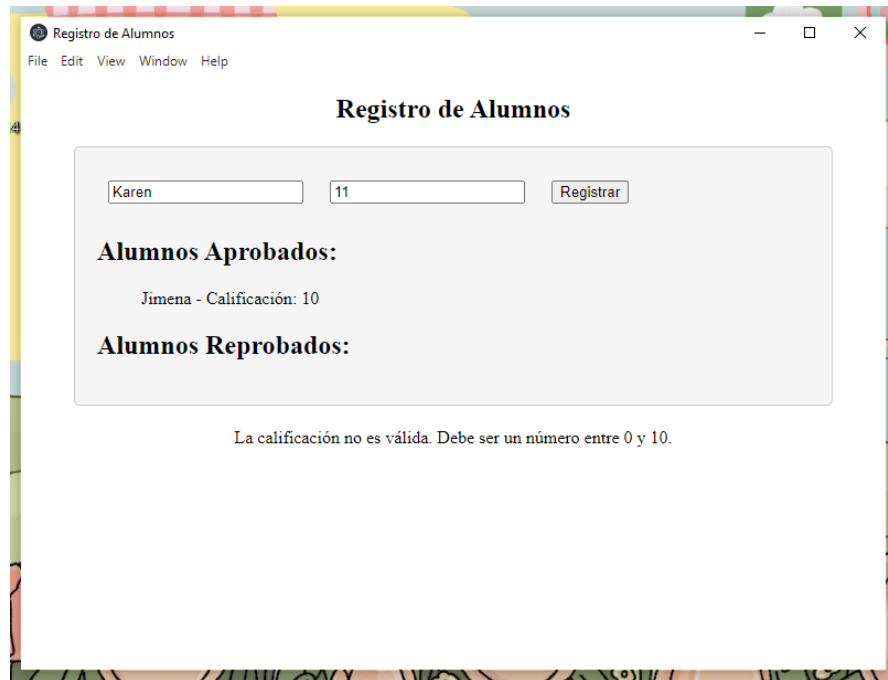 Registro de Alumnos
File Edit View Window Help
Registro de Alumnos
Karen 11 Registrar
Alumnos Aprobados:
Jimena - Calificación: 10
Alumnos Reprobados:
La calificación no es válida. Debe ser un número entre 0 y 10.
4